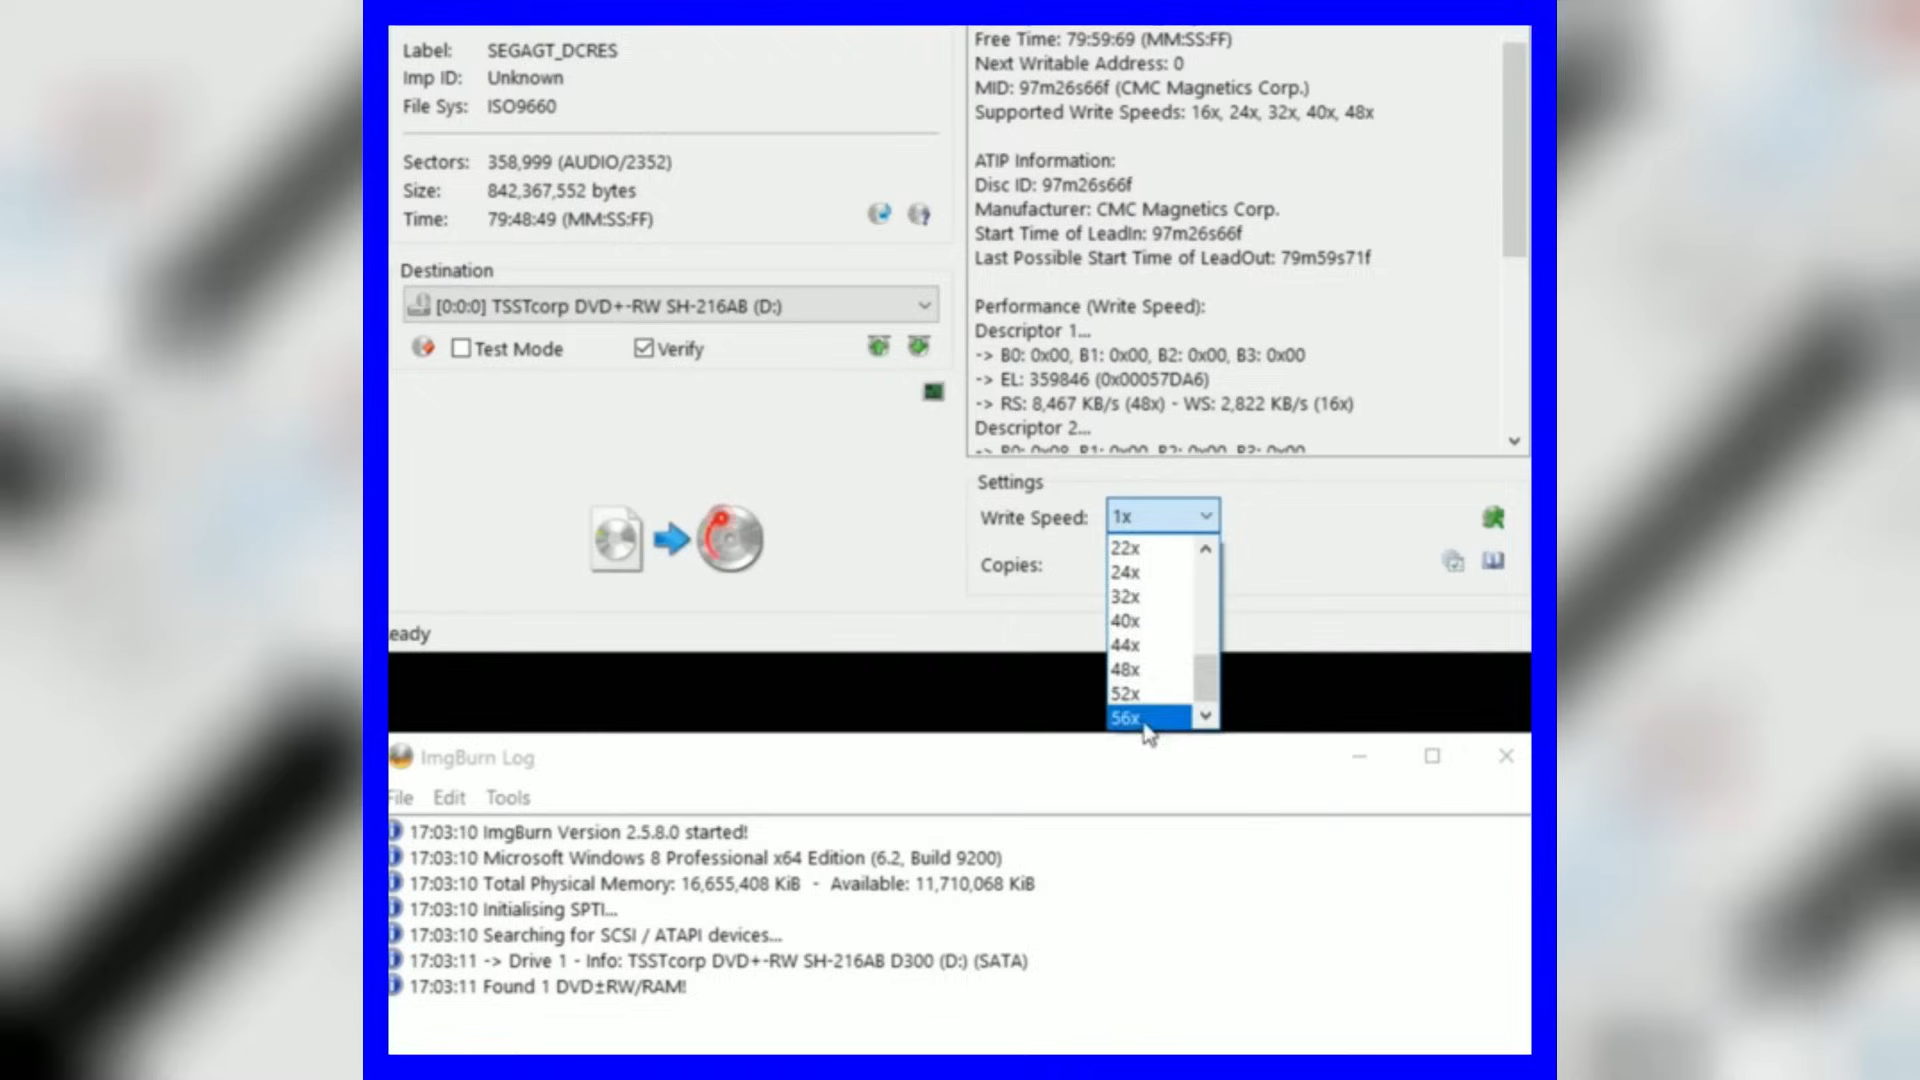 Label: SEGAGT_DCRES
Imp ID: Unknown
File Sys: ISO9660
Sectors: 358,999 (AUDIO/2352)
Size: 842,367,552 bytes
Time: 79:48:49 (MM:SS:FF)
Destination
[0:0:0] TSSTcorp DVD+-RW SH-216AB (D:)
Test Mode Verify
eady
Free Time: 79:59:69 (MM:SS:FF)
Next Writable Address: 0
MID: 97m26s66f (CMC Magnetics Corp.)
Supported Write Speeds: 16x, 24x, 32x, 40x, 48x
ATIP Information:
Disc ID: 97m26s66f
Manufacturer: CMC Magnetics Corp.
Start Time of LeadIn: 97m26s66f
Last Possible Start Time of LeadOut: 79m59s71f
Performance (Write Speed):
Descriptor 1...
-> B0: 0x00, B1: 0x00, B2: 0x00, B3: 0x00
-> EL: 359846 (0x00057DA6)
-> RS: 8,467 KB/s (48x) - WS: 2,822 KB/s (16x)
Descriptor 2...
Settings
Write Speed: 1x
Copies:
22x
24x
32x
40x
44x
48x
52x
56x
ImgBurn Log
File Edit Tools
17:03:10 ImgBurn Version 2.5.8.0 started!
17:03:10 Microsoft Windows 8 Professional x64 Edition (6.2, Build 9200)
17:03:10 Total Physical Memory: 16,655,408 KiB - Available: 11,710,068 KiB
17:03:10 Initialising SPTI...
17:03:10 Searching for SCSI / ATAPI devices...
17:03:11 -> Drive 1 - Info: TSSTcorp DVD+-RW SH-216AB D300 (D:) (SATA)
17:03:11 Found 1 DVD±RW/RAM!